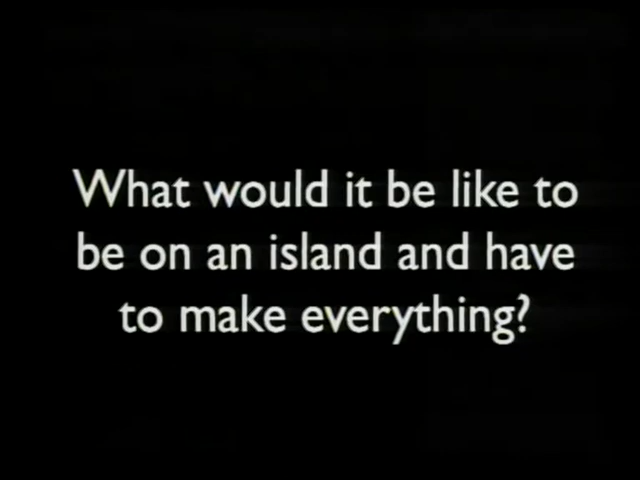 What would it be like to
be on an island and have
to make everything?